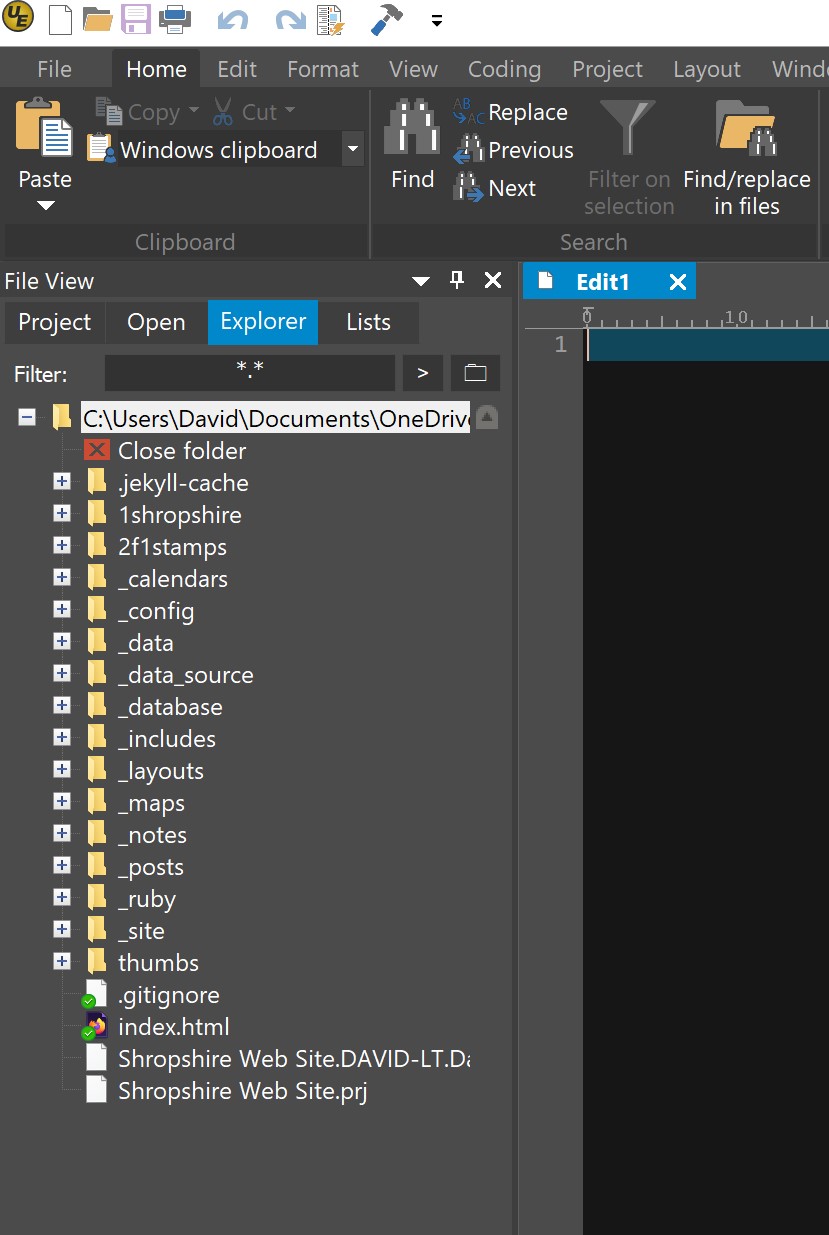 UE
File Home Edit Format View Coding Project Layout
Copy Cut
Windows clipboard
Paste
Clipboard
Find
AB
AC
Replace
Previous
Next
Filter on
selection
Find/replace
in files
Search
File View
Project Open Explorer Lists
Filter: *.* >
C:\Users\David\Documents\
Close folder
.jekyll-cache
1shropshire
2f1stamps
_calendars
_config
_data
_data_source
_database
_includes
_layouts
_maps
_notes
_posts
_ruby
_site
thumbs
.gitignore
index.html
Shropshire Web Site.DAVID-LT.Da
Shropshire Web Site.prj
Edit1
0 10
1